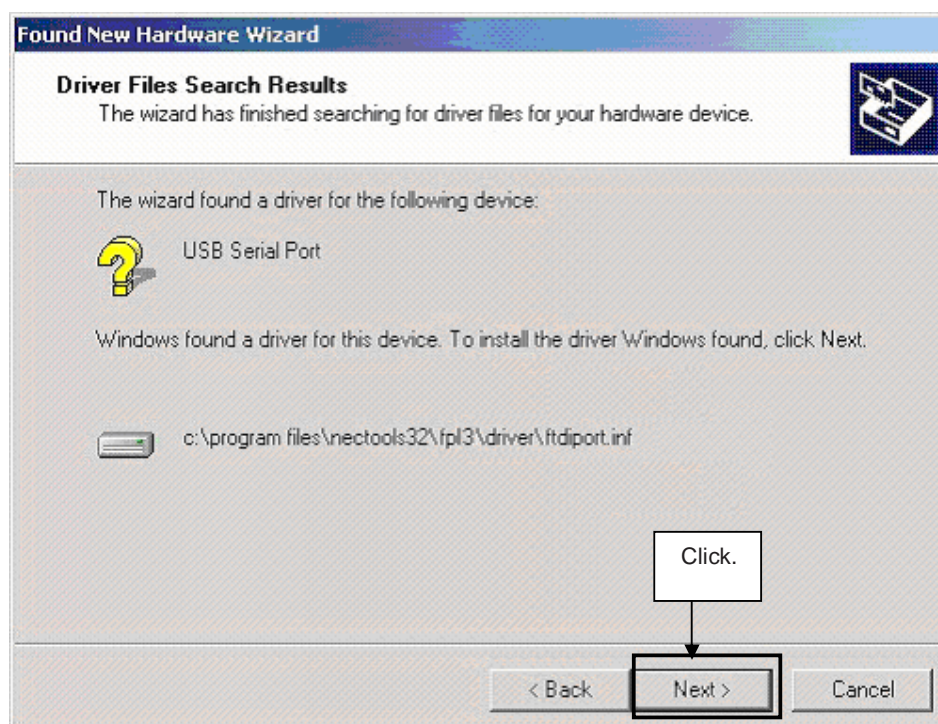 Found New Hardware Wizard
Driver Files Search Results
The wizard has finished searching for driver files for your hardware device.
The wizard found a driver for the following device:
USB Serial Port
Windows found a driver for this device. To install the driver Windows found, click Next.
c:\program files\nectools32\fpl3\driver\ftdiport.inf
Click.
< Back
Next >
Cancel